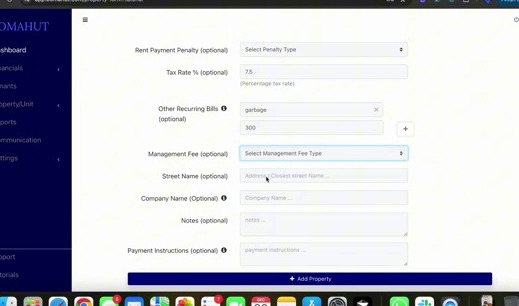 OMAHUT
shboard
ancials
nants
operty/Unit
ports
mmunication
ttings
pport
torials
Rent Payment Penalty (optional)
Select Penalty Type
Tax Rate % (optional)
7.5
(Percentage tax rate)
Other Recurring Bills
(optional)
garbage
300
+
Management Fee (optional)
Select Management Fee Type
Street Name (optional)
Address / Closest street Name ...
Company Name (Optional)
Company Name ...
Notes (optional)
notes ...
Payment Instructions (optional)
payment instructions ...
+ Add Property